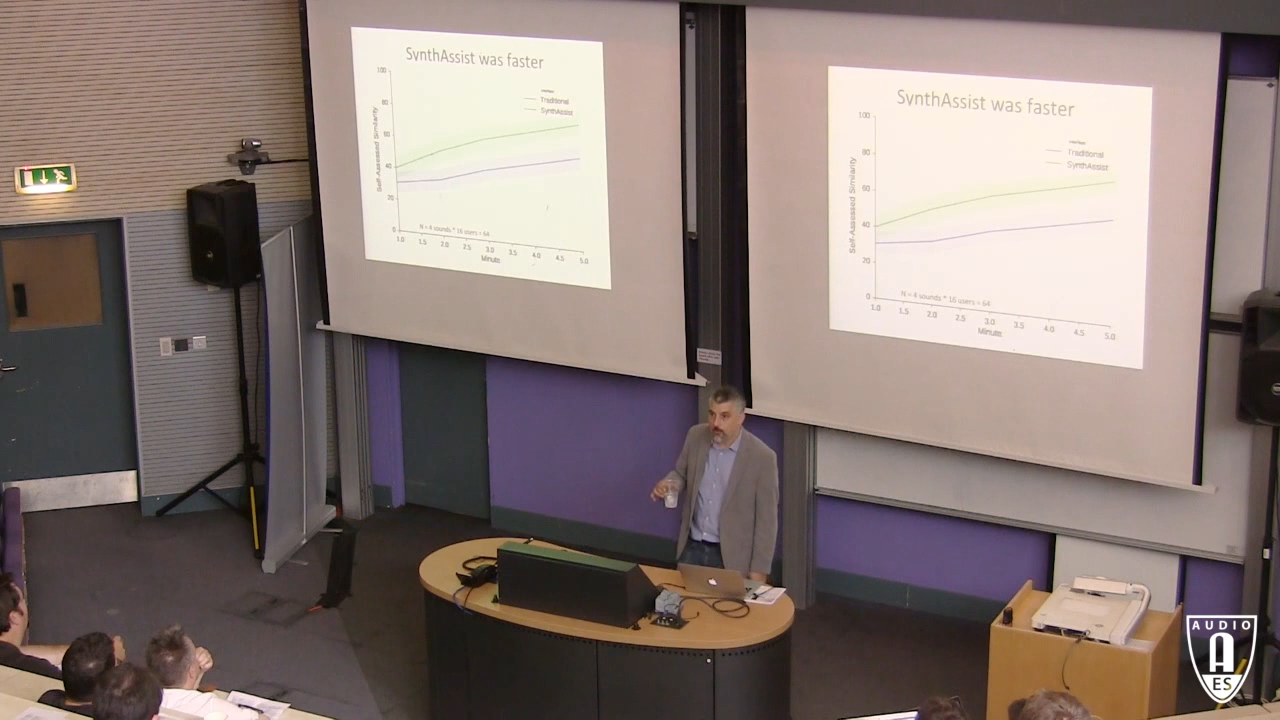 SynthAssist was faster
100
80
60
40
20
0
Self-Assessed Similarity
Traditional
SynthAssist
N = 4 sounds * 16 users = 64
1.0 1.5 2.0 2.5 3.0 3.5 4.0 4.5 5.0
Minute
SynthAssist was faster
100
80
60
40
20
0
Self-Assessed Similarity
Traditional
SynthAssist
N = 4 sounds * 16 users = 64
1.0 1.5 2.0 2.5 3.0 3.5 4.0 4.5 5.0
Minute
AUDIO
A
ES